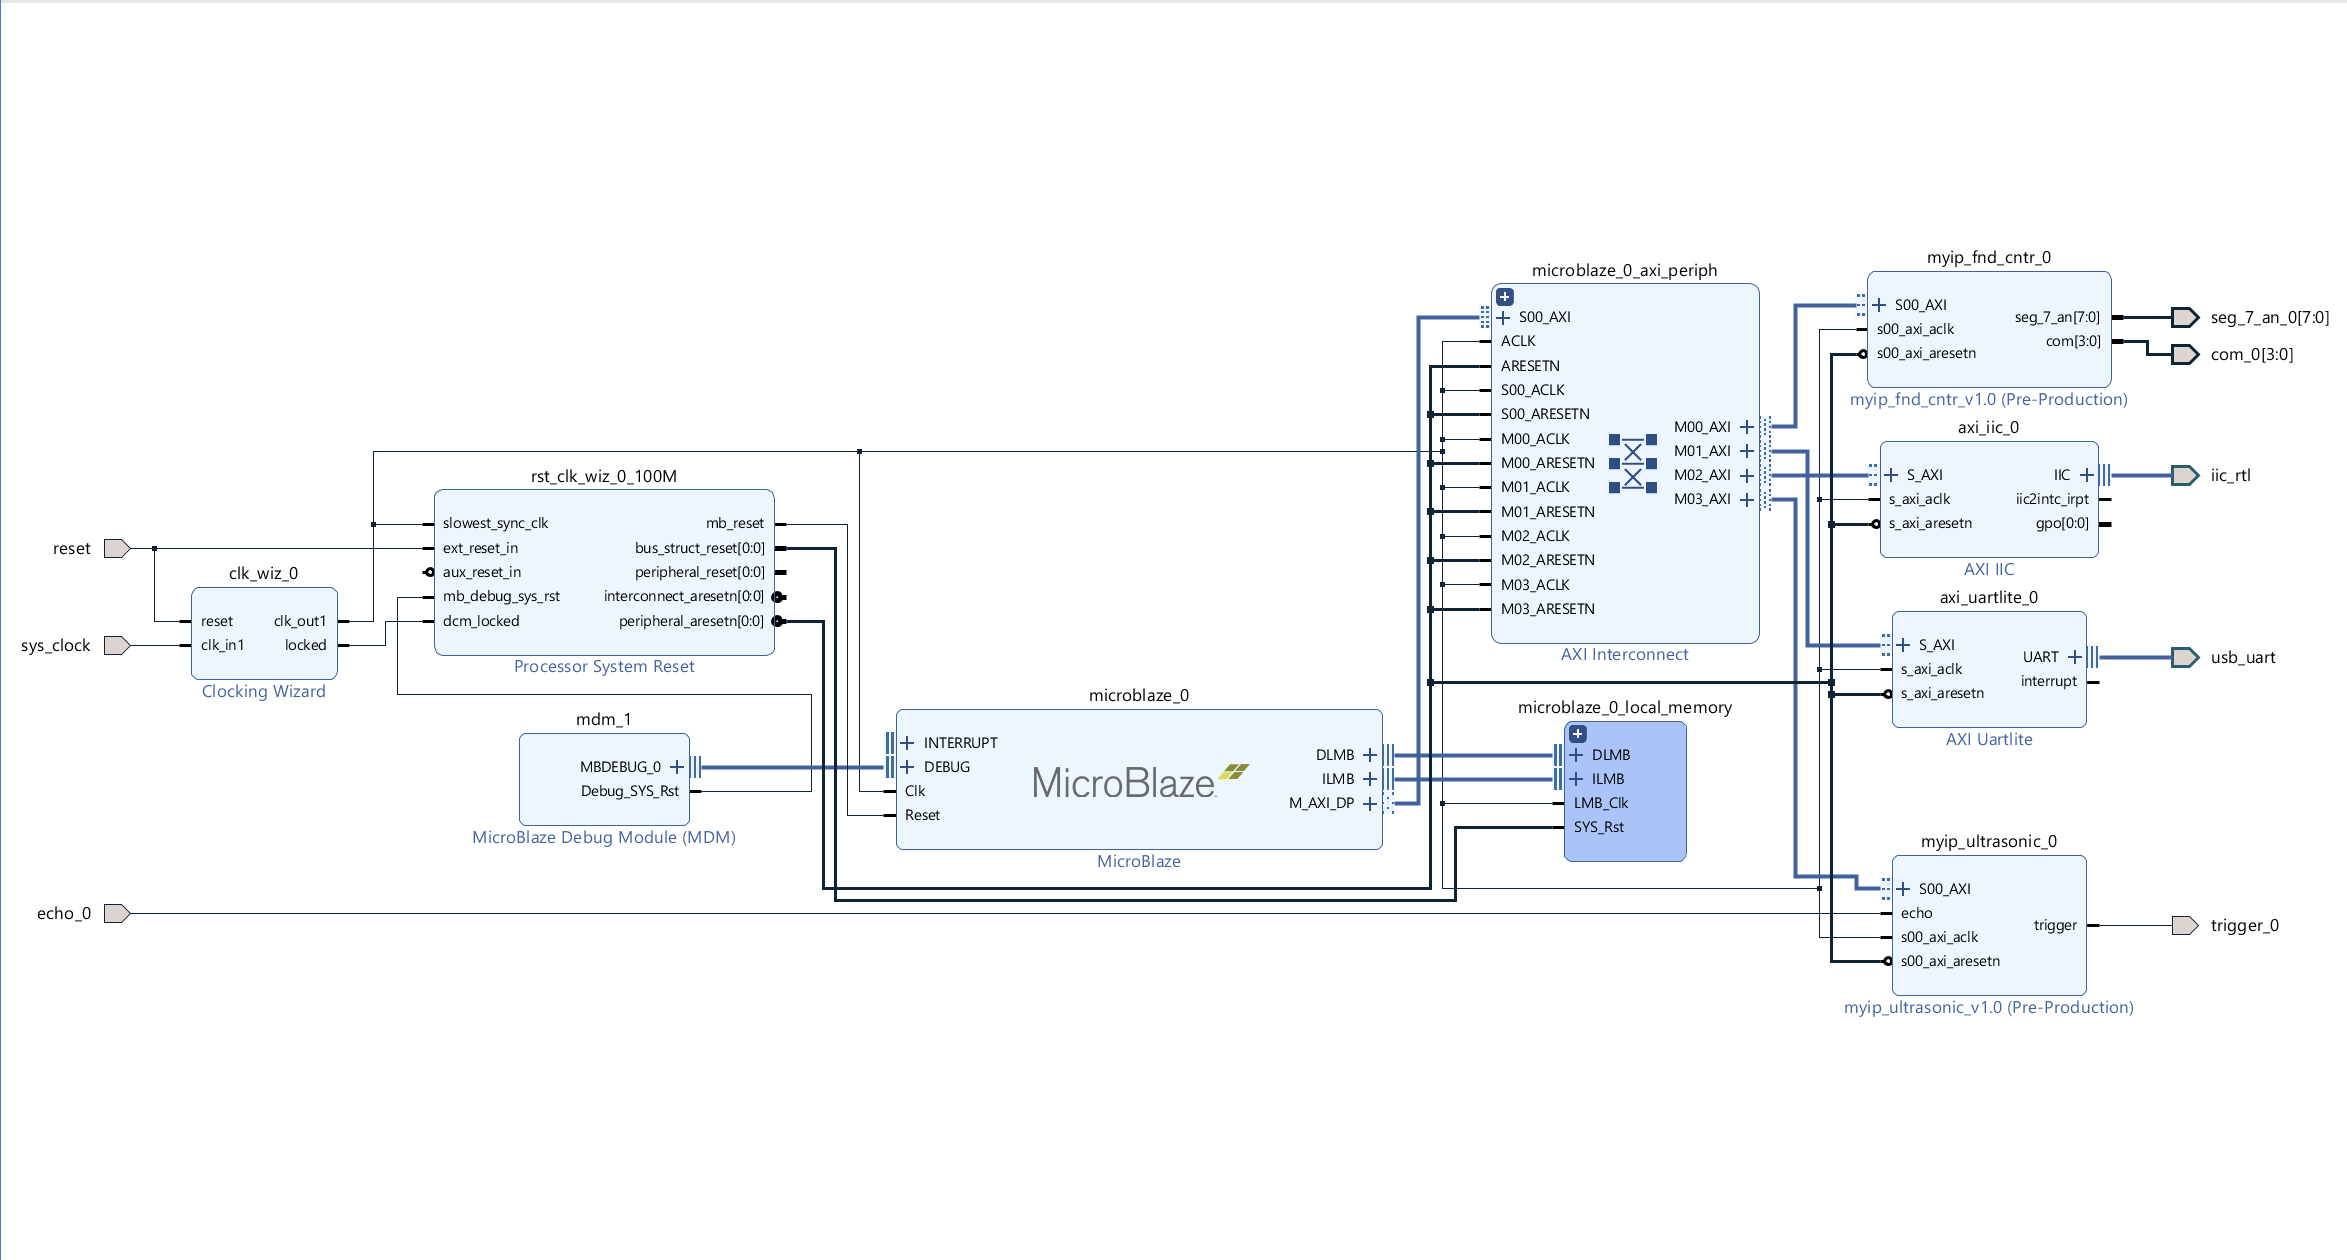 reset
sys_clock
echo_0
clk_wiz_0
reset
clk_in1
clk_out1
locked
Clocking Wizard
rst_clk_wiz_0_100M
slowest_sync_clk
ext_reset_in
aux_reset_in
mb_debug_sys_rst
dcm_locked
mb_reset
bus_struct_reset[0:0]
peripheral_reset[0:0]
interconnect_aresetn[0:0]
peripheral_aresetn[0:0]
Processor System Reset
mdm_1
MBDEBUG_0
Debug_SYS_Rst
MicroBlaze Debug Module (MDM)
microblaze_0
INTERRUPT
DEBUG
Clk
Reset
MicroBlaze
DLMB
ILMB
M_AXI_DP
MicroBlaze
microblaze_0_axi_periph
S00_AXI
ACLK
ARESETN
S00_ACLK
S00_ARESETN
M00_ACLK
M00_ARESETN
M01_ACLK
M01_ARESETN
M02_ACLK
M02_ARESETN
M03_ACLK
M03_ARESETN
M00_AXI
M01_AXI
M02_AXI
M03_AXI
AXI Interconnect
microblaze_0_local_memory
DLMB
ILMB
LMB_Clk
SYS_Rst
myip_fnd_cntr_0
S00_AXI
s00_axi_aclk
s00_axi_aresetn
seg_7_an[7:0]
com[3:0]
myip_fnd_cntr_v1.0 (Pre-Production)
axi_iic_0
S_AXI
s_axi_aclk
s_axi_aresetn
IIC
iic2intc_irpt
gpo[0:0]
AXI IIC
axi_uartlite_0
S_AXI
s_axi_aclk
s_axi_aresetn
UART
interrupt
AXI Uartlite
myip_ultrasonic_0
S00_AXI
echo
s00_axi_aclk
s00_axi_aresetn
trigger
myip_ultrasonic_v1.0 (Pre-Production)
seg_7_an_0[7:0]
com_0[3:0]
iic_rtl
usb_uart
trigger_0